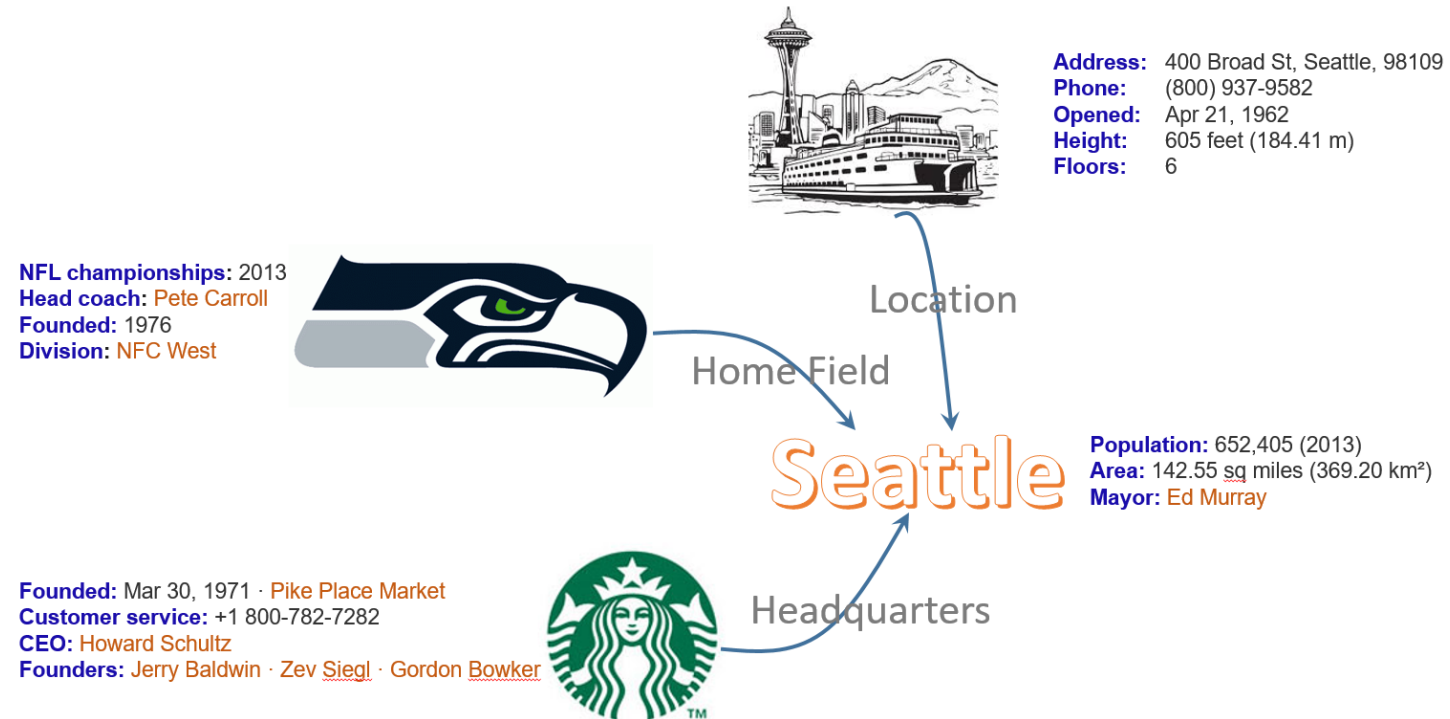 Address: 400 Broad St, Seattle, 98109
Phone: (800) 937-9582
Opened: Apr 21, 1962
Height: 605 feet (184.41 m)
Floors: 6
NFL championships: 2013
Head coach: Pete Carroll
Founded: 1976
Division: NFC West
Location
Home Field
Seattle
Population: 652,405 (2013)
Area: 142.55 sq miles (369.20 km²)
Mayor: Ed Murray
Founded: Mar 30, 1971 · Pike Place Market
Customer service: +1 800-782-7282
CEO: Howard Schultz
Founders: Jerry Baldwin · Zev Siegl · Gordon Bowker
Headquarters
TM